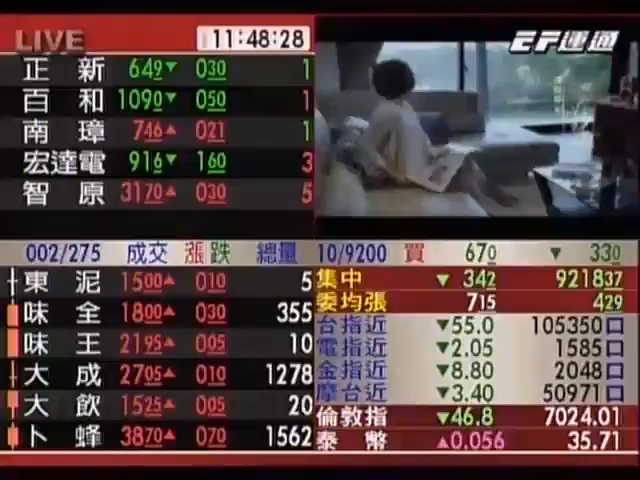 LIVE 11:48:28
EF運通
正新 649▼ 030 1
百和 1090▼ 050 1
南璋 746▲ 021 1
宏達電 916▼ 160 3
智原 3170▲ 030 5
002/275 成交 漲跌 總量
東泥 1500▲ 010 5
味全 1800▲ 030 355
味王 2195▲ 005 10
大成 2705▲ 010 1278
大飲 1525▲ 005 20
卜蜂 3870▲ 070 1562
10/9200 買 670 ▼ 330
集中 ▼ 342 921837
委均張 715 429
台指近 ▼55.0 105350口
電指近 ▼2.05 1585口
金指近 ▼8.80 2048口
摩台近 ▼3.40 50971口
倫敦指 ▼46.8 7024.01
泰幣 ▲0.056 35.71